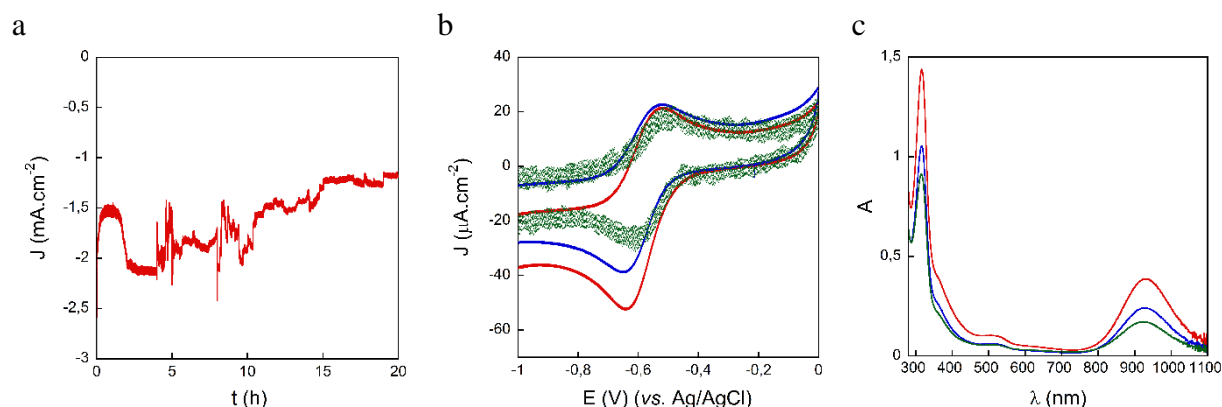 a
0
-0,5
-1
-1,5
-2
-2,5
-3
J (mA.cm-2)
0 5 10 15 20
t (h)
b
40
20
0
-20
-40
-60
J (μA.cm-2)
-1 -0,8 -0,6 -0,4 -0,2 0
E (V) (vs. Ag/AgCl)
c
1,5
1
0,5
0
A
300 400 500 600 700 800 900 1000 1100
λ (nm)